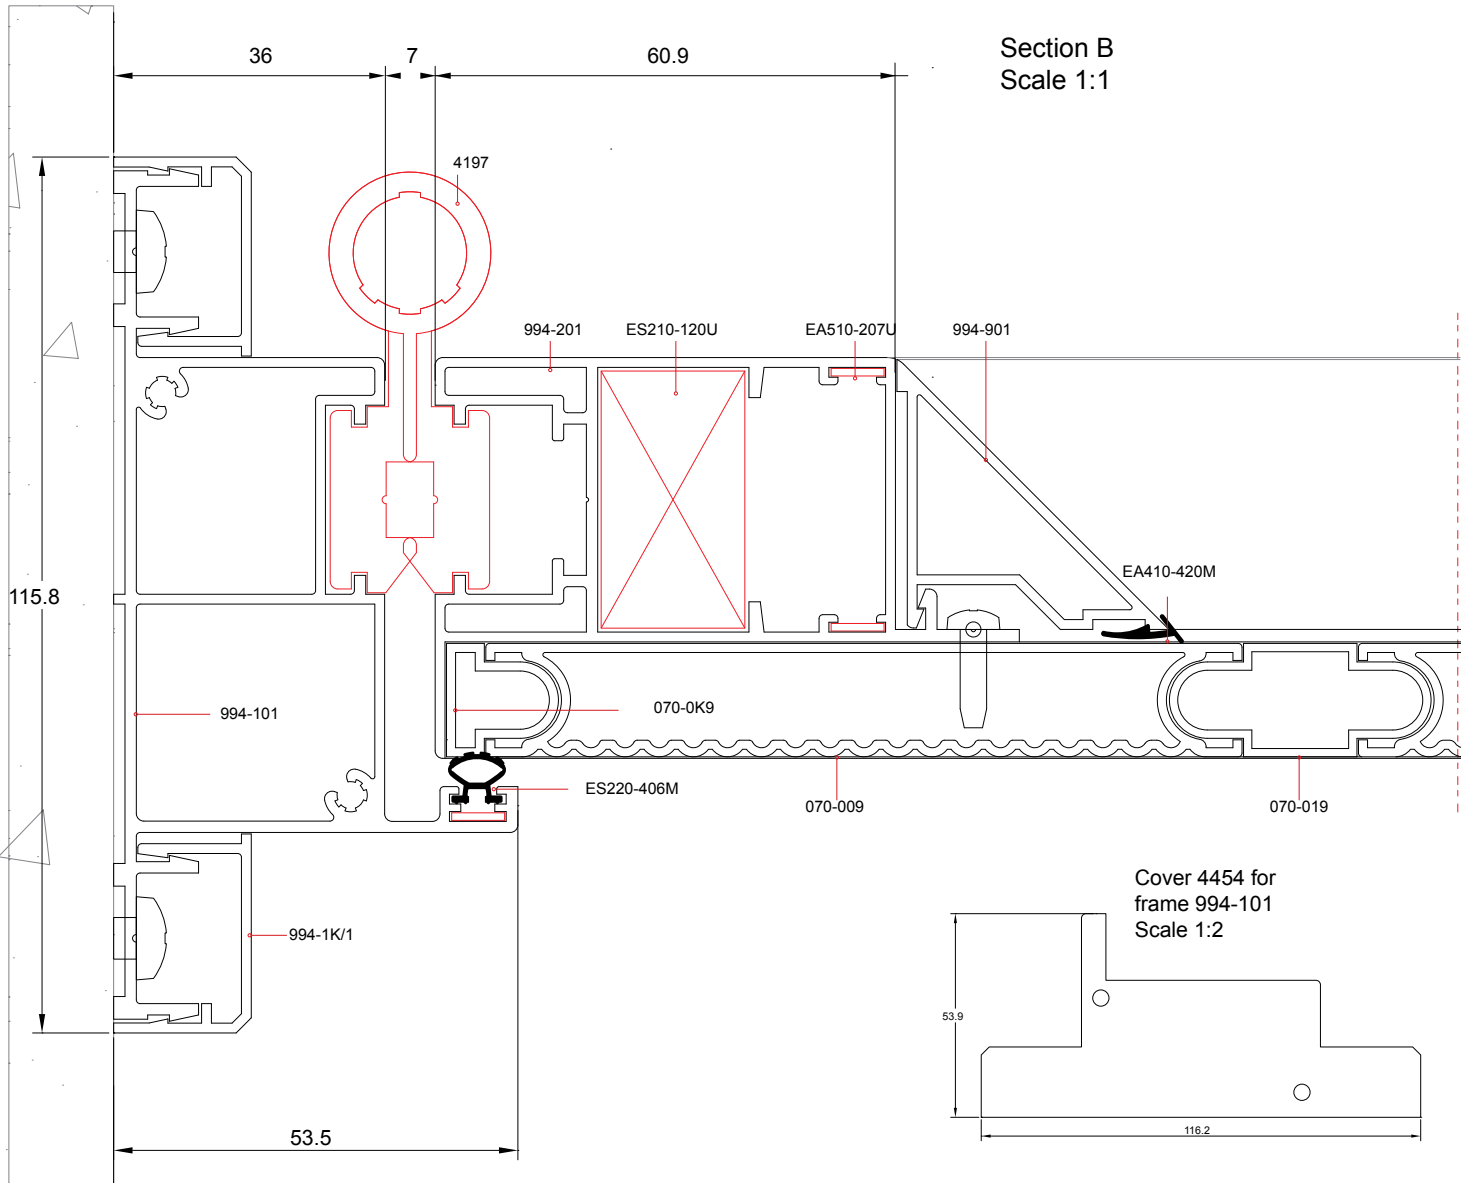 36
7
60.9
Section B
Scale 1:1
4197
994-201
ES210-120U
EA510-207U
994-901
EA410-420M
115.8
994-101
070-0K9
ES220-406M
070-009
070-019
994-1K/1
Cover 4454 for
frame 994-101
Scale 1:2
53.9
116.2
53.5